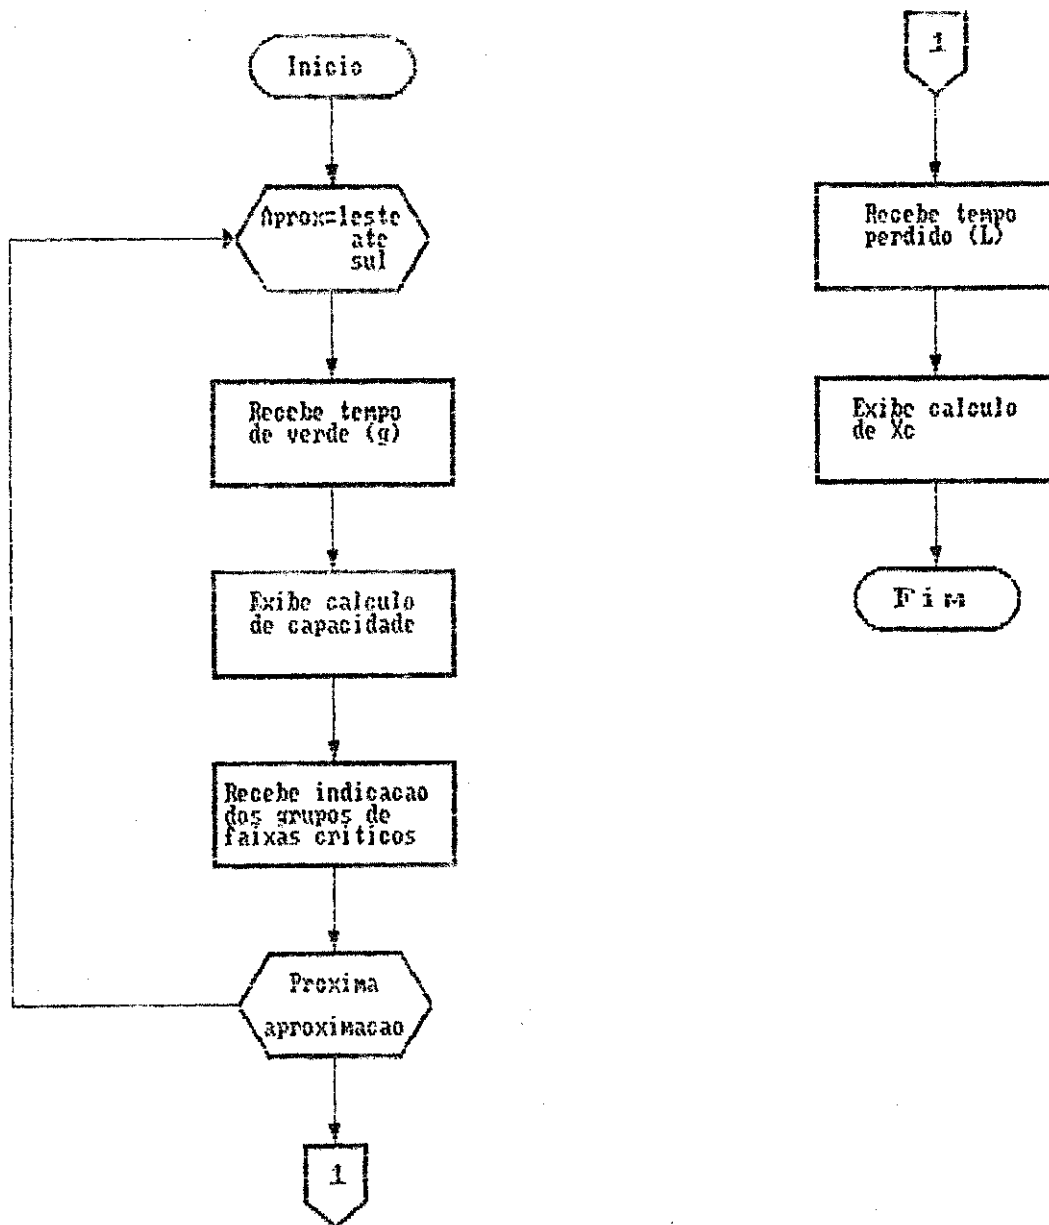 Inicio
Aprox=leste
ate
sul
Recebe tempo
de verde (g)
Exibe calculo
de capacidade
Recebe indicacao
dos grupos de
faixas criticos
Proxima
aproximacao
1
1
Recebe tempo
perdido (L)
Exibe calculo
de Xc
Fim